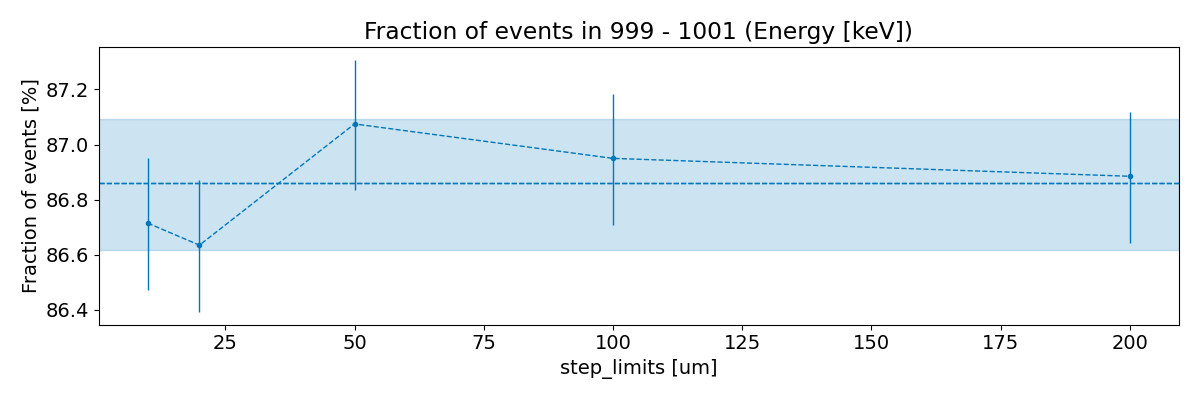 Fraction of events in 999 - 1001 (Energy [keV])
Fraction of events [%]
87.2
87.0
86.8
86.6
86.4
25 50 75 100 125 150 175 200
step_limits [um]